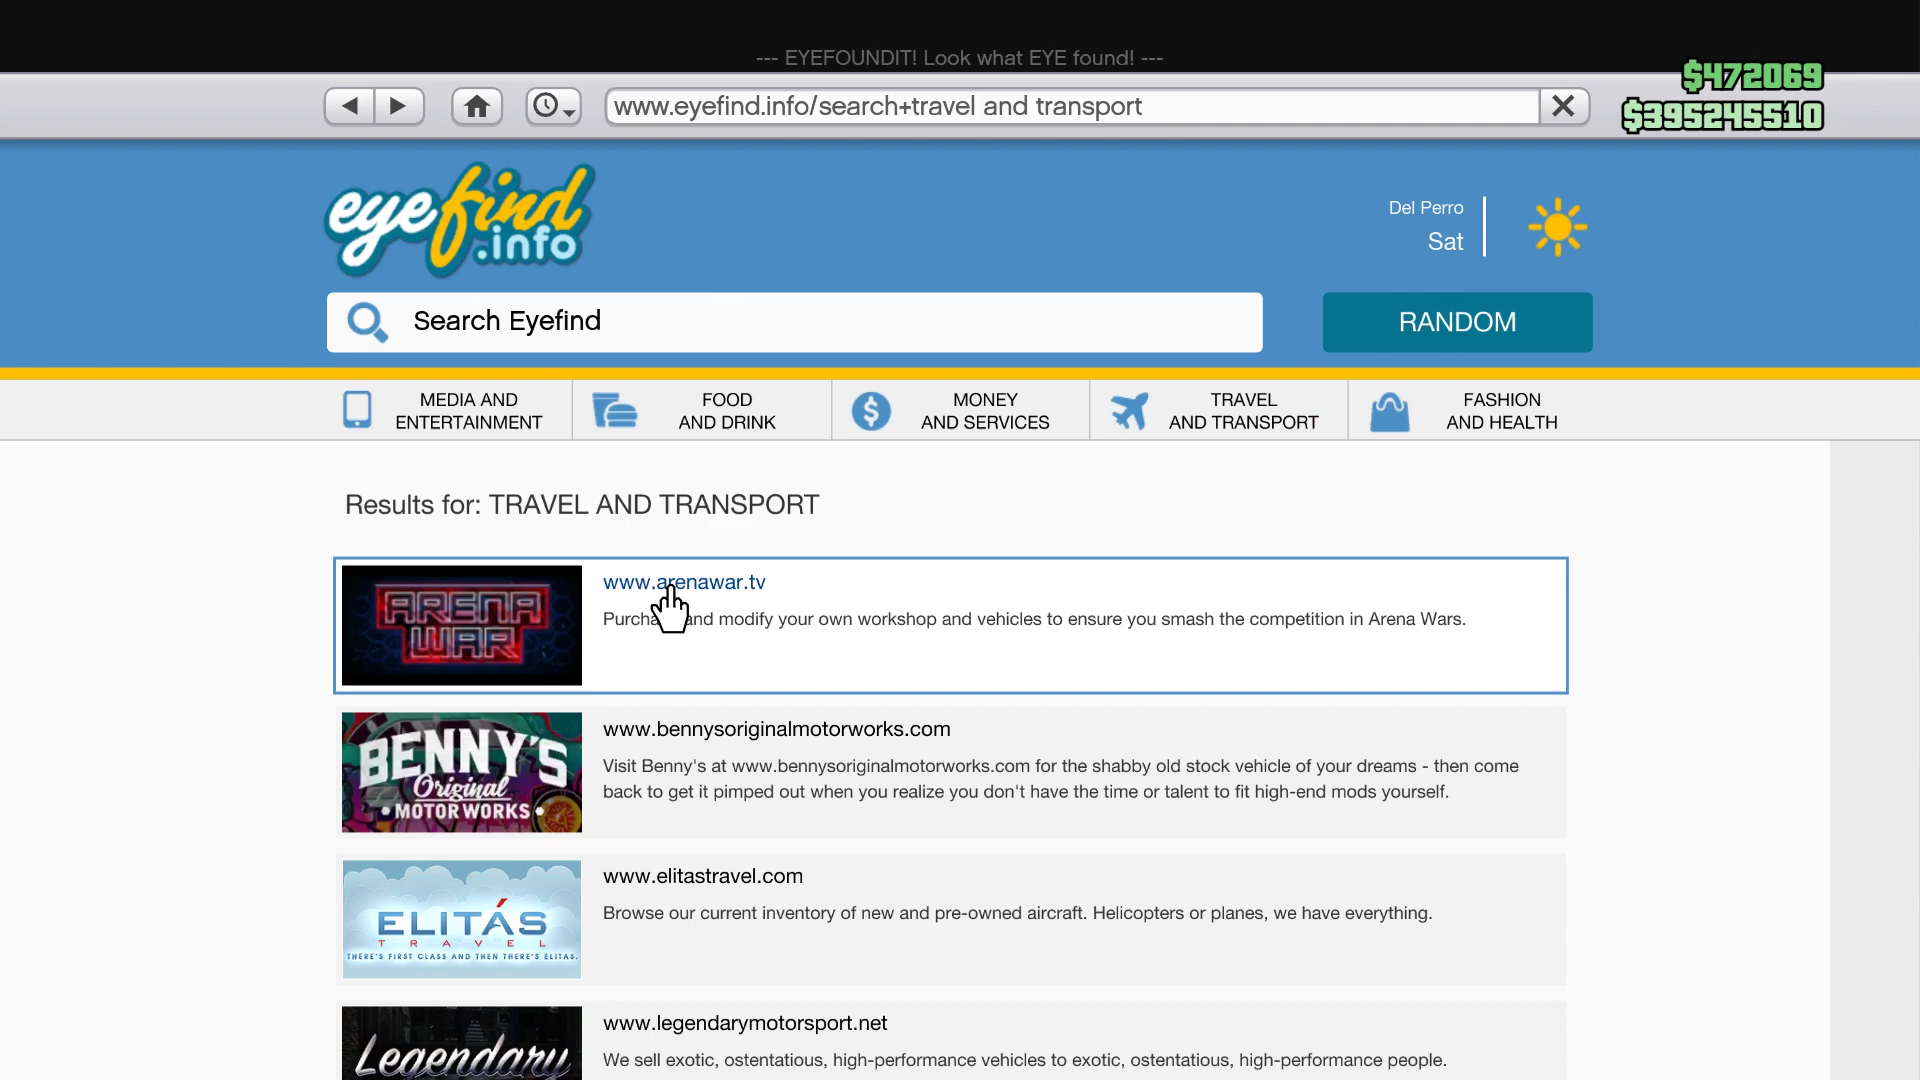 --- EYEFOUNDIT! Look what EYE found! ---
www.eyefind.info/search+travel and transport
$472069
$395245510
eyefind
.info
Del Perro
Sat
Search Eyefind
RANDOM
MEDIA AND
ENTERTAINMENT
FOOD
AND DRINK
MONEY
AND SERVICES
TRAVEL
AND TRANSPORT
FASHION
AND HEALTH
Results for: TRAVEL AND TRANSPORT
ARENA
WAR
www.arenawar.tv
and modify your own workshop and vehicles to ensure you smash the competition in Arena Wars.
BENNY'S
Original
MOTOR WORKS
www.bennysoriginalmotorworks.com
Visit Benny's at www.bennysoriginalmotorworks.com for the shabby old stock vehicle of your dreams - then come
back to get it pimped out when you realize you don't have the time or talent to fit high-end mods yourself.
ELITÁS
TRAVEL
THERE'S FIRST CLASS AND THEN THERE'S ELITAS.
www.elitastravel.com
Browse our current inventory of new and pre-owned aircraft. Helicopters or planes, we have everything.
Legendary
www.legendarymotorsport.net
We sell exotic, ostentatious, high-performance vehicles to exotic, ostentatious, high-performance people.